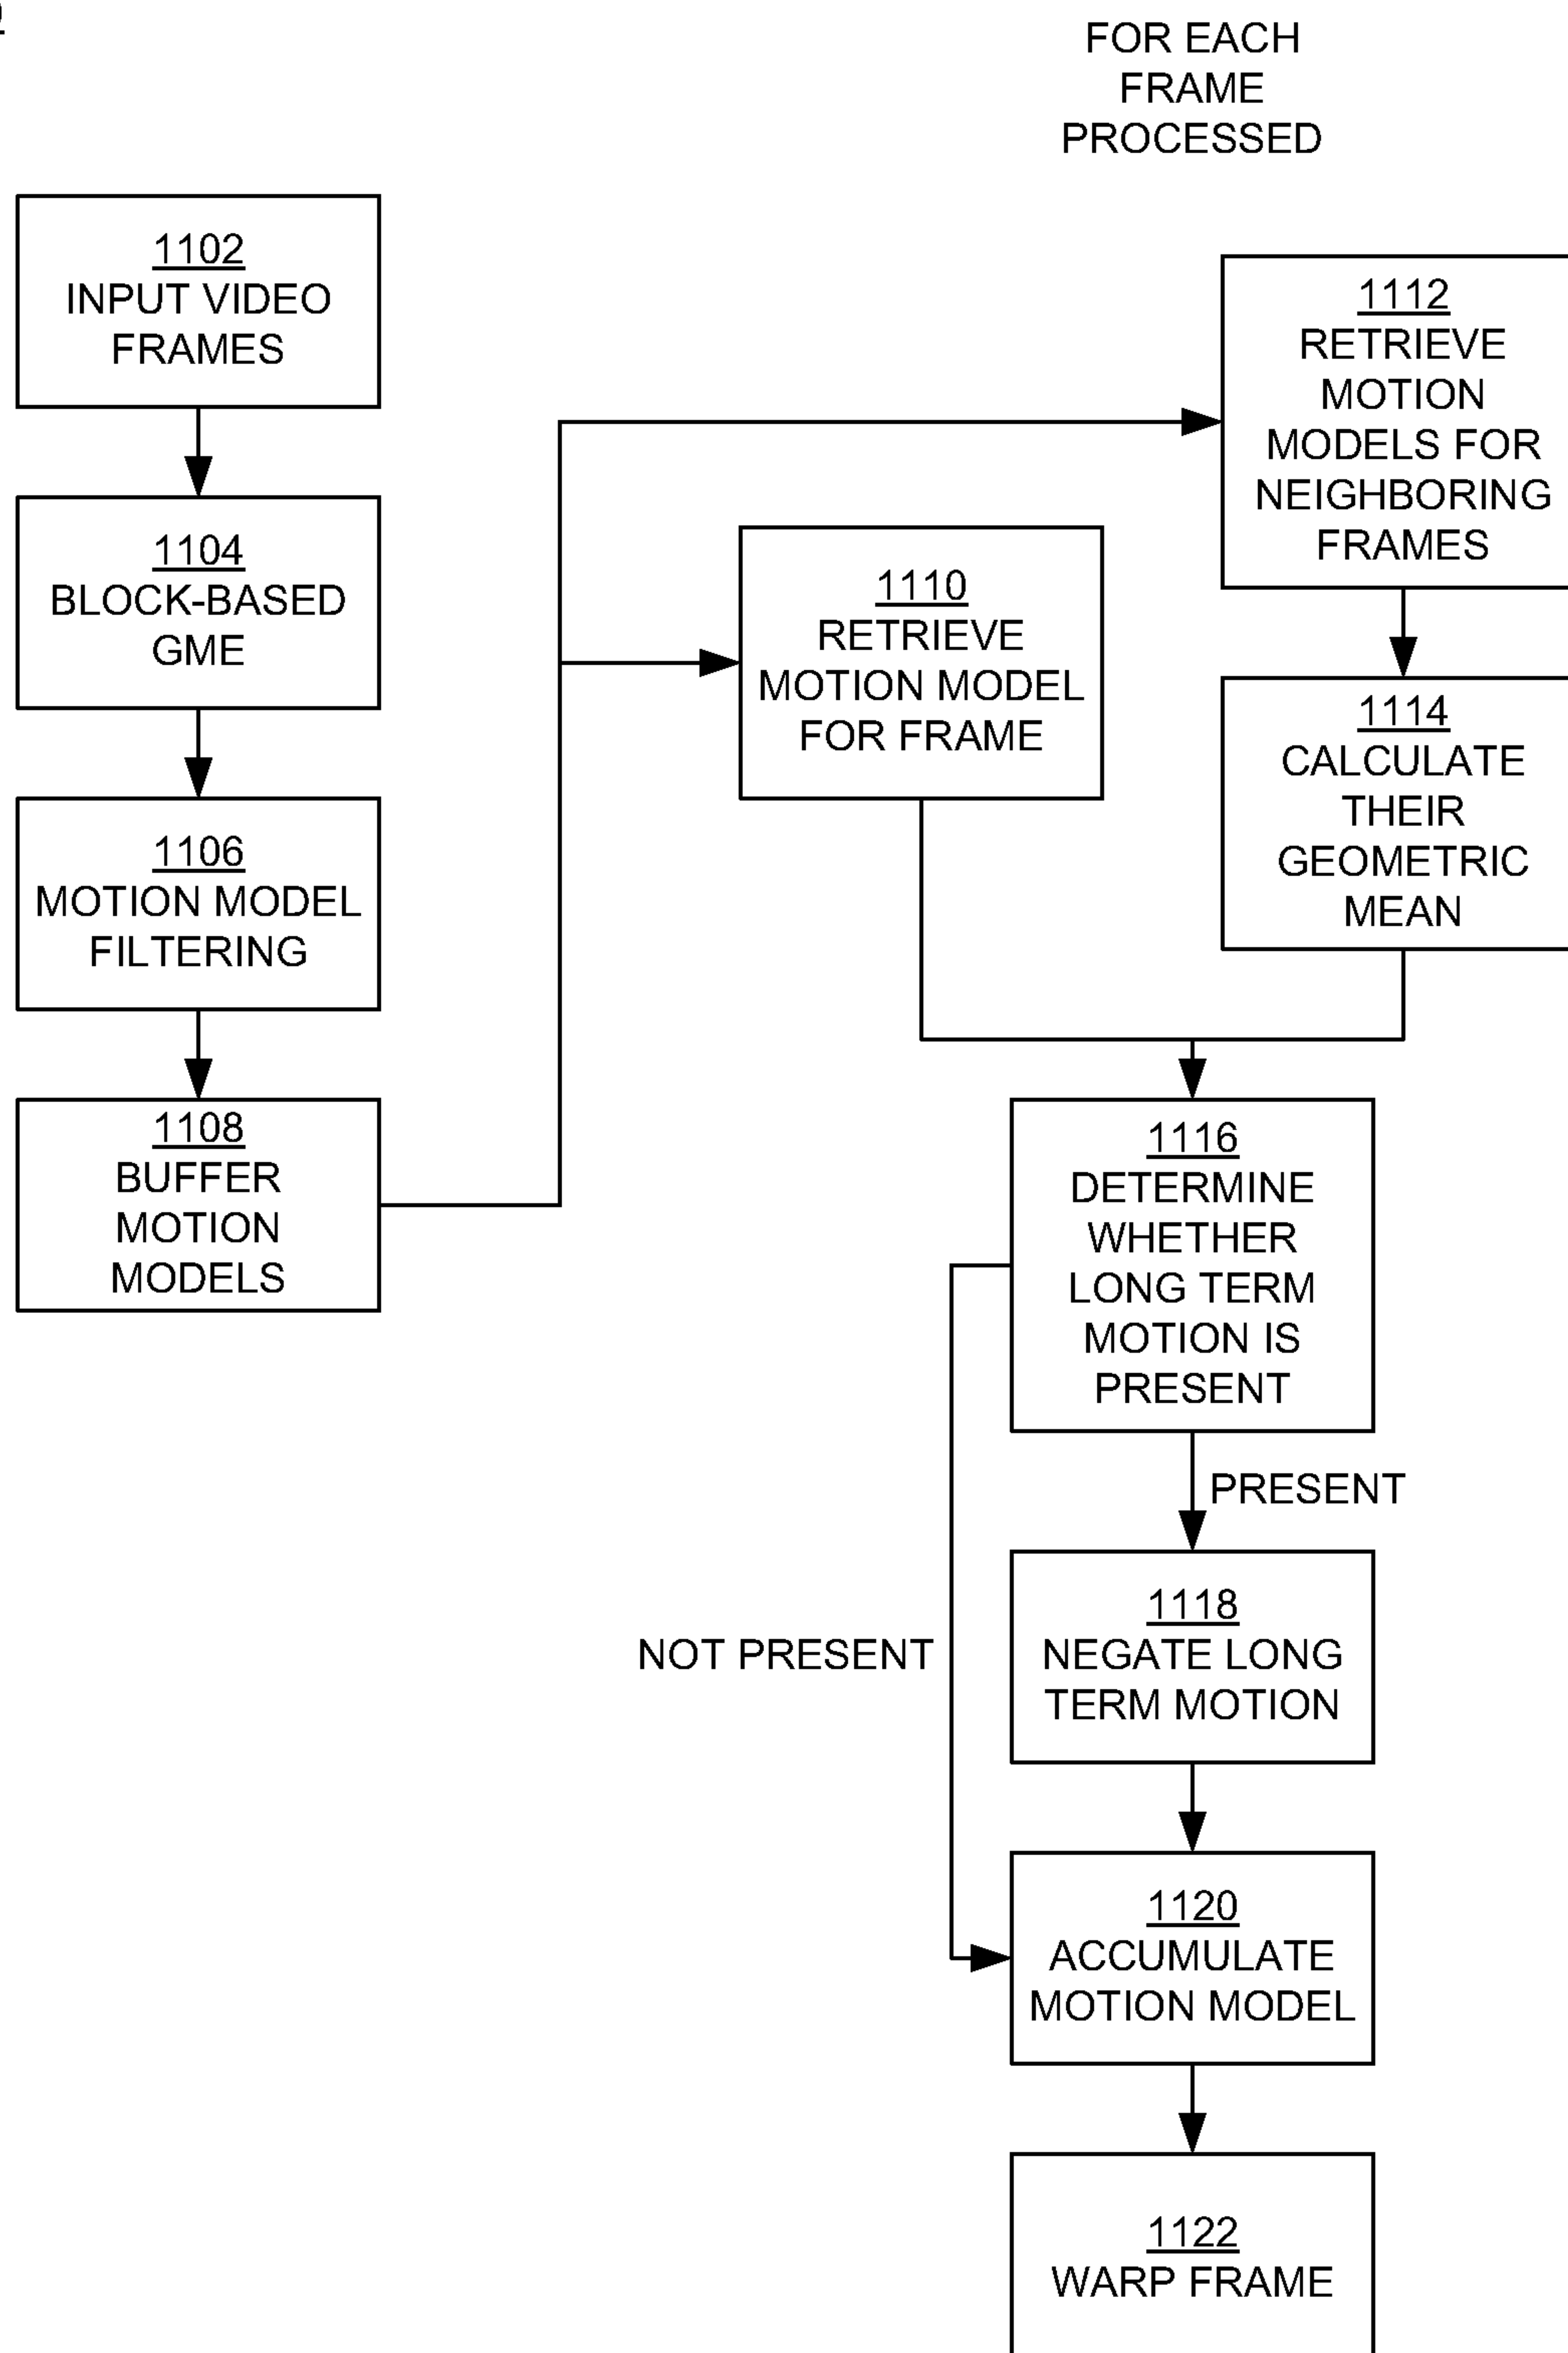 FOR EACH
FRAME
PROCESSED
1102
INPUT VIDEO
FRAMES
1104
BLOCK-BASED
GME
1106
MOTION MODEL
FILTERING
1108
BUFFER
MOTION
MODELS
1110
RETRIEVE
MOTION MODEL
FOR FRAME
1112
RETRIEVE
MOTION
MODELS FOR
NEIGHBORING
FRAMES
1114
CALCULATE
THEIR
GEOMETRIC
MEAN
1116
DETERMINE
WHETHER
LONG TERM
MOTION IS
PRESENT
PRESENT
NOT PRESENT
1118
NEGATE LONG
TERM MOTION
1120
ACCUMULATE
MOTION MODEL
1122
WARP FRAME